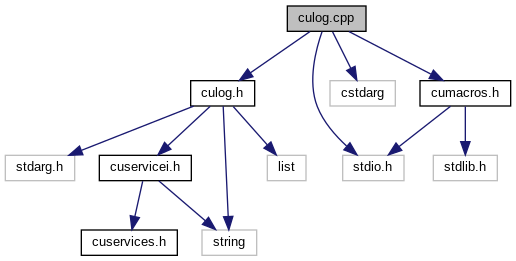 culog.cpp
culog.h
cstdarg
cumacros.h
stdarg.h
cuservicei.h
list
stdio.h
stdlib.h
cuservices.h
string